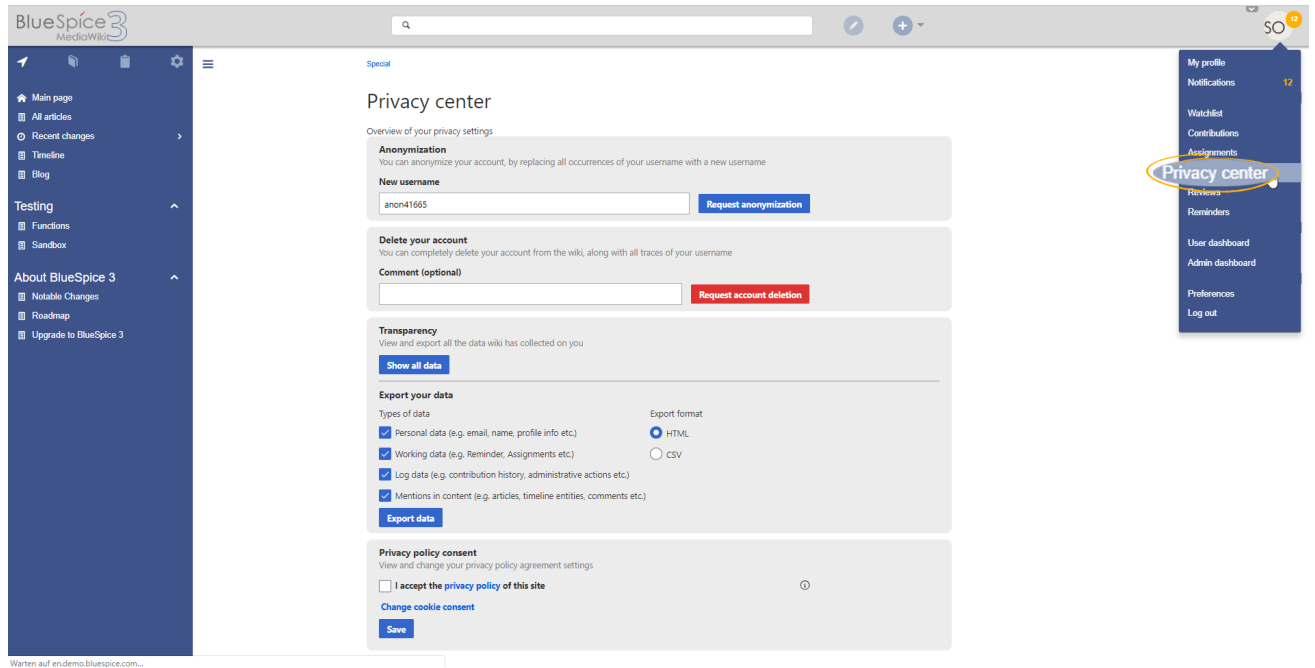 BlueSpice 3
MediaWiki
SO
12
Main page
All articles
Recent changes
Timeline
Blog
Testing
Functions
Sandbox
About BlueSpice 3
Notable Changes
Roadmap
Upgrade to BlueSpice 3
Special
Privacy center
Overview of your privacy settings
Anonymization
You can anonymize your account, by replacing all occurrences of your username with a new username
New username
anon41665
Request anonymization
Delete your account
You can completely delete your account from the wiki, along with all traces of your username
Comment (optional)
Request account deletion
Transparency
View and export all the data wiki has collected on you
Show all data
Export your data
Types of data
Export format
Personal data (e.g. email, name, profile info etc.)
HTML
Working data (e.g. Reminder, Assignments etc.)
CSV
Log data (e.g. contribution history, administrative actions etc.)
Mentions in content (e.g. articles, timeline entities, comments etc.)
Export data
Privacy policy consent
View and change your privacy policy agreement settings
I accept the privacy policy of this site
Change cookie consent
Save
My profile
Notifications 12
Watchlist
Contributions
Assignments
Privacy center
Reviews
Reminders
User dashboard
Admin dashboard
Preferences
Log out
Warten auf en.demo.bluespice.com...